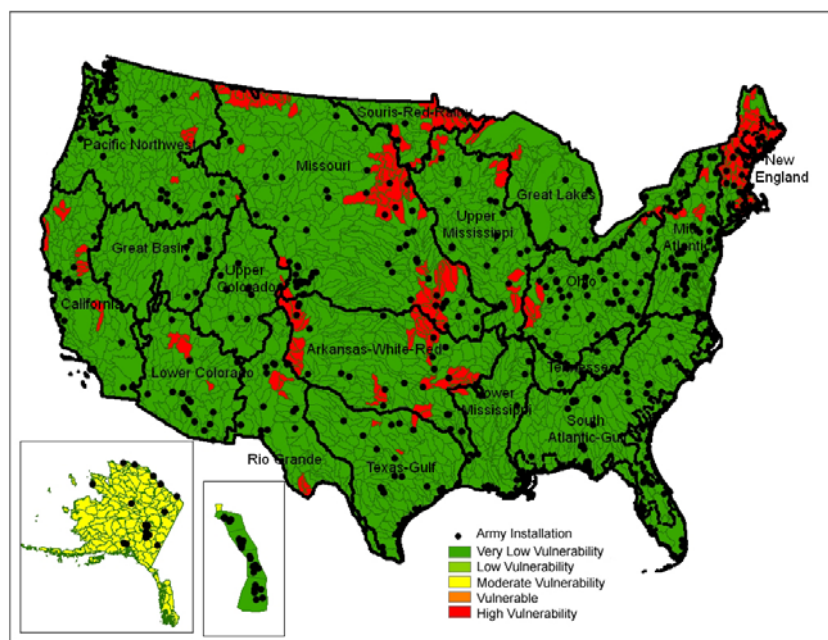 Souris-Red-Rainy
Pacific Northwest
Missouri
New
England
Great Lakes
Upper
Mississippi
Mid
Atlantic
Great Basin
Upper
Colorado
Ohio
California
Arkansas-White-Red
Lower Colorado
Tennessee
Lower
Mississippi
South
Atlantic-Gulf
Rio Grande
Texas-Gulf
Army Installation
Very Low Vulnerability
Low Vulnerability
Moderate Vulnerability
Vulnerable
High Vulnerability